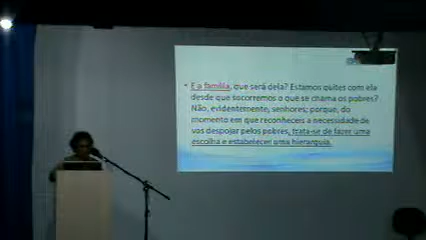 • E a família, que será dela? Estamos quites com ela
desde que socorremos o que se chama os pobres?
Não, evidentemente, senhores; porque, do
momento em que reconheceis a necessidade de
vos despojar pelos pobres, trata-se de fazer uma
escolha e estabelecer uma hierarquia.